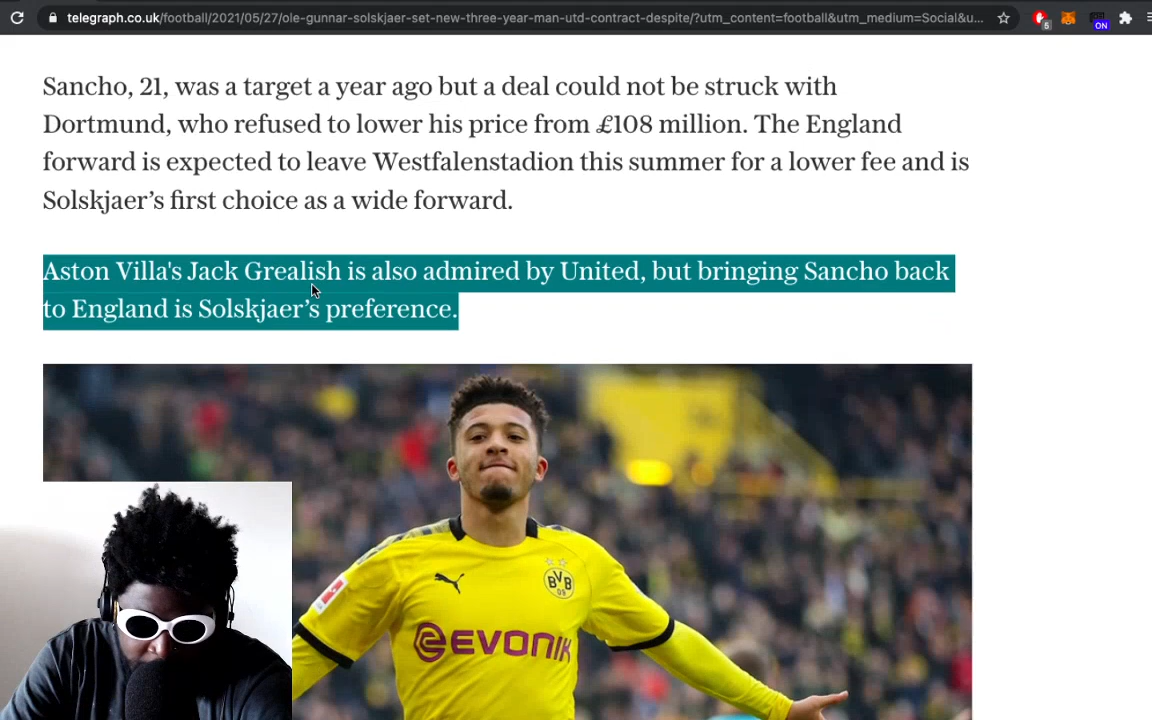 telegraph.co.uk/football/2021/05/27/ole-gunnar-solskjaer-set-new-three-year-man-utd-contract-despite/?utm_content=football&utm_medium=Social&u...
5
ON
Sancho, 21, was a target a year ago but a deal could not be struck with
Dortmund, who refused to lower his price from £108 million. The England
forward is expected to leave Westfalenstadion this summer for a lower fee and is
Solskjaer’s first choice as a wide forward.
Aston Villa's Jack Grealish is also admired by United, but bringing Sancho back
to England is Solskjaer’s preference.
BVB
09
EVONIK